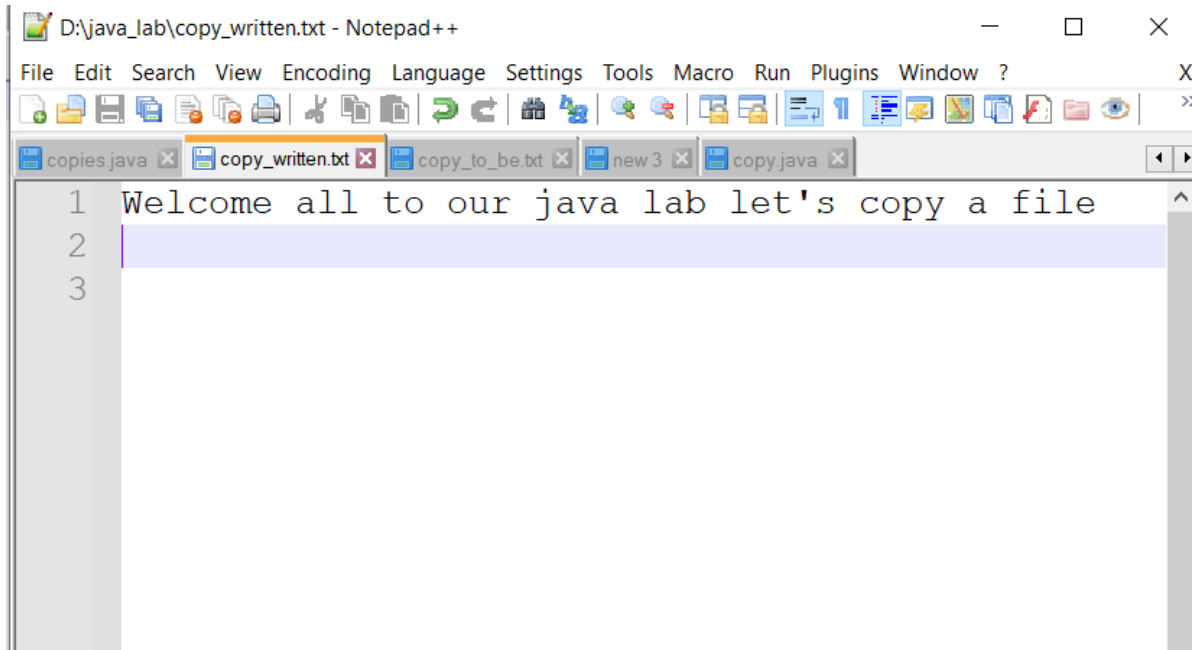 D:\java_lab\copy_written.txt - Notepad++
File Edit Search View Encoding Language Settings Tools Macro Run Plugins Window ? X
copies.java copy_written.txt copy_to_be.txt new 3 copy.java
1 Welcome all to our java lab let's copy a file
2
3